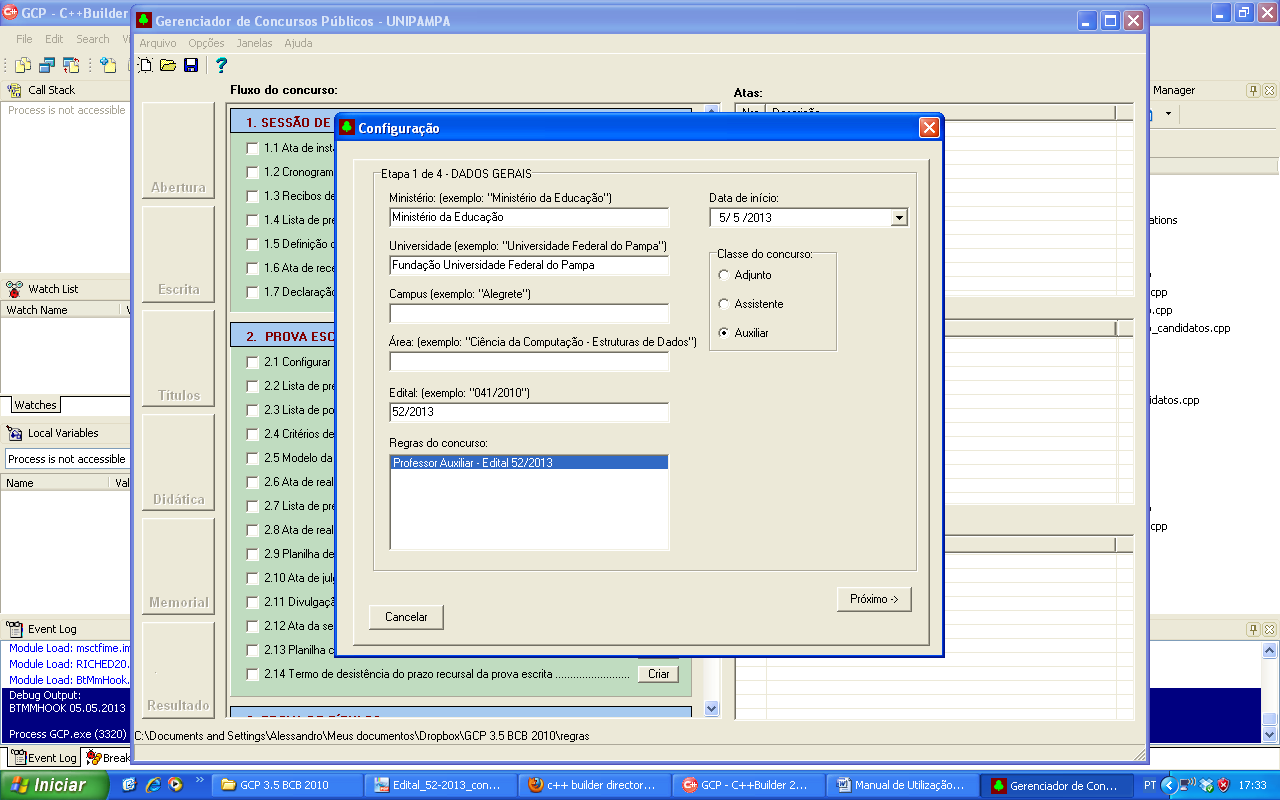 GCP - C++Builder
Gerenciador de Concursos Públicos - UNIPAMPA
File Edit Search
Arquivo Opções Janelas Ajuda
Call Stack
Process is not accessible
Fluxo do concurso:
Atas:
Manager
1. SESSÃO DE
Configuração
1.1 Ata de inst
1.2 Cronogram
1.3 Recibos de
1.4 Lista de pre
1.5 Definição d
1.6 Ata de rece
1.7 Declaração
Abertura
Escrita
Títulos
Didática
Memorial
Resultado
Etapa 1 de 4 - DADOS GERAIS
Ministério: (exemplo: "Ministério da Educação")
Ministério da Educação
Data de início:
5/ 5 /2013
Universidade (exemplo: "Universidade Federal do Pampa")
Fundação Universidade Federal do Pampa
Classe do concurso:
Adjunto
Assistente
Auxiliar
Campus (exemplo: "Alegrete")
Área: (exemplo: "Ciência da Computação - Estruturas de Dados")
Edital: (exemplo: "041/2010")
52/2013
Regras do concurso:
Professor Auxiliar - Edital 52/2013
Cancelar
Próximo ->
Watch List
Watch Name
Watches
Local Variables
Process is not accessible
Name Val
2. PROVA ESC
2.1 Configurar
2.2 Lista de pre
2.3 Lista de po
2.4 Critérios de
2.5 Modelo da
2.6 Ata de real
2.7 Lista de pre
2.8 Ata de real
2.9 Planilha de
2.10 Ata de julg
2.11 Divulgaçã
2.12 Ata da se
2.13 Planilha c
2.14 Termo de desistência do prazo recursal da prova escrita ........................ Criar
ations
cpp
o.cpp
o_candidatos.cpp
idatos.cpp
cpp
Event Log
Module Load: msctfime.im
Module Load: RICHED20.
Module Load: BtMmHook.
Debug Output:
BTMMHOOK 05.05.2013
Process GCP.exe (3320)
Event Log Break
C:\Documents and Settings\Alessandro\Meus documentos\Dropbox\GCP 3.5 BCB 2010\regras
Iniciar
GCP 3.5 BCB 2010
Edital_52-2013_con...
c++ builder director...
GCP - C++Builder 2...
Manual de Utilização...
Gerenciador de Con...
PT
17:33